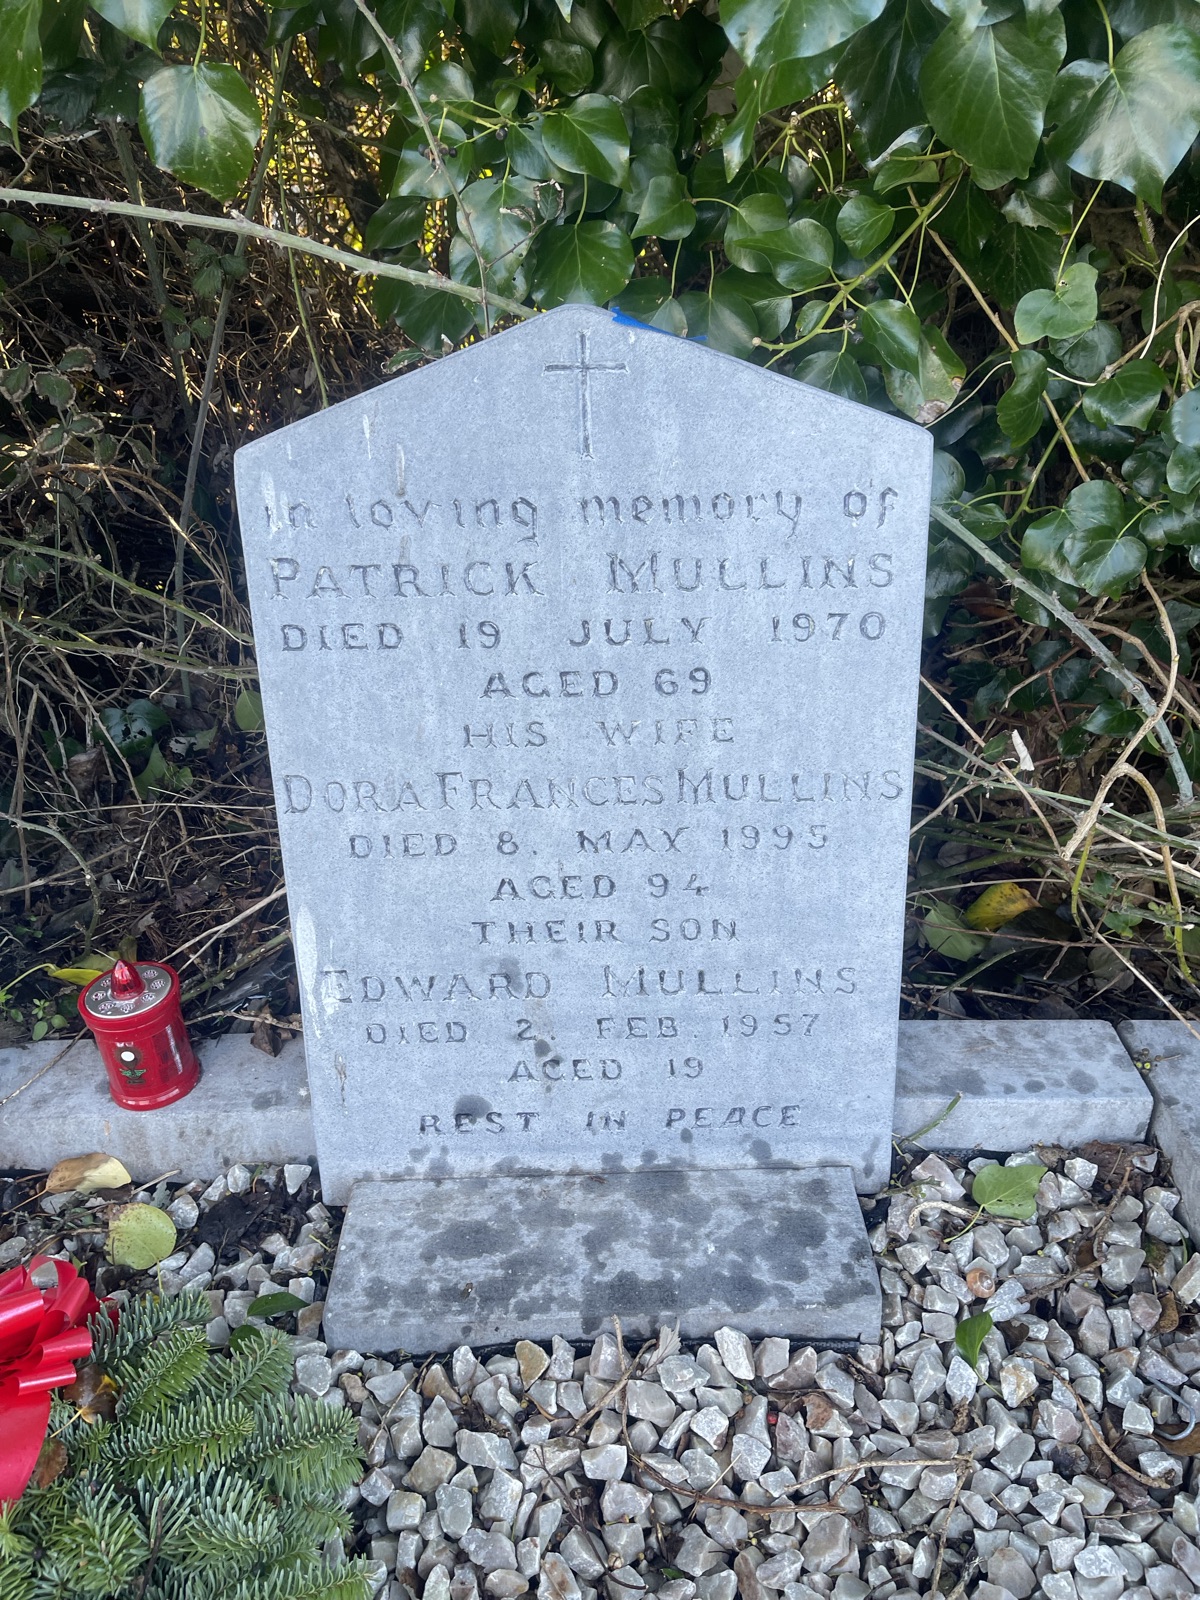 In loving memory of
PATRICK MULLINS
DIED 19 JULY 1970
AGED 69
HIS WIFE
DORA FRANCES MULLINS
DIED 8. MAY 1995
AGED 94
THEIR SON
EDWARD MULLINS
DIED 2. FEB. 1957
AGED 19
REST IN PEACE